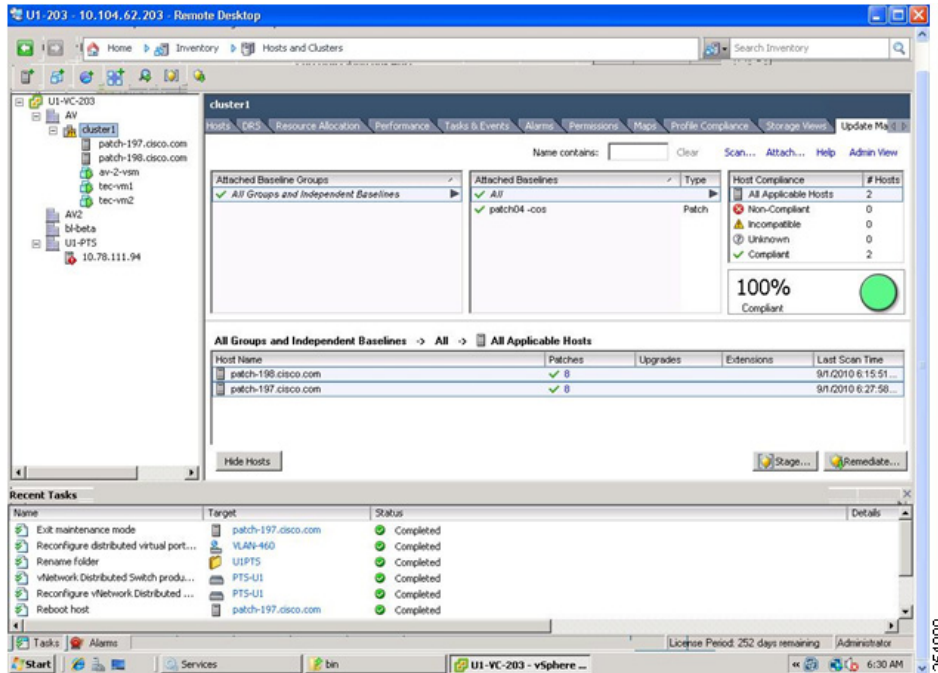 U1-203 - 10.104.62.203 - Remote Desktop
Home Inventory Hosts and Clusters Search Inventory
U1-VC-203
AV
cluster1
patch-197.cisco.com
patch-198.cisco.com
av-2-vsm
tec-vm1
tec-vm2
AV2
bl-beta
U1-PTS
10.78.111.94
cluster1
Hosts DRS Resource Allocation Performance Tasks & Events Alarms Permissions Maps Profile Compliance Storage Views Update Ma
Name contains: Clear Scan... Attach... Help Admin View
Attached Baseline Groups
All Groups and Independent Baselines
Attached Baselines Type
All
patch04 -cos Patch
Host Compliance # Hosts
All Applicable Hosts 2
Non-Compliant 0
Incompatible 0
Unknown 0
Compliant 2
100%
Compliant
All Groups and Independent Baselines -> All -> All Applicable Hosts
Host Name Patches Upgrades Extensions Last Scan Time
patch-198.cisco.com 8 9/1/2010 6:15:51...
patch-197.cisco.com 8 9/1/2010 6:27:58...
Hide Hosts Stage... Remediate...
Recent Tasks
Name Target Status Details
Exit maintenance mode patch-197.cisco.com Completed
Reconfigure distributed virtual port... VLAN-460 Completed
Rename folder U1PTS Completed
vNetwork Distributed Switch produ... PTS-U1 Completed
Reconfigure vNetwork Distributed ... PTS-U1 Completed
Reboot host patch-197.cisco.com Completed
Tasks Alarms License Period: 252 days remaining Administrator
Start Services bin U1-VC-203 - vSphere ... 6:30 AM